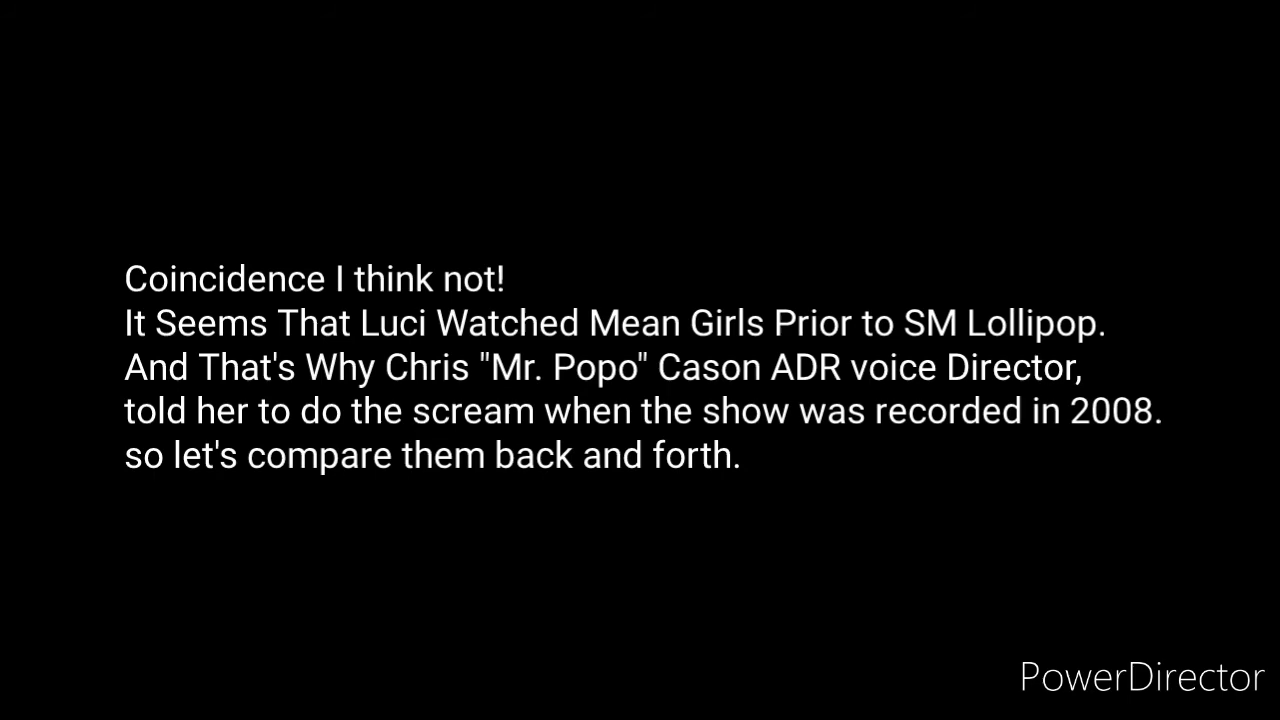 Coincidence I think not!
It Seems That Luci Watched Mean Girls Prior to SM Lollipop.
And That's Why Chris "Mr. Popo" Cason ADR voice Director,
told her to do the scream when the show was recorded in 2008.
so let's compare them back and forth.
PowerDirector